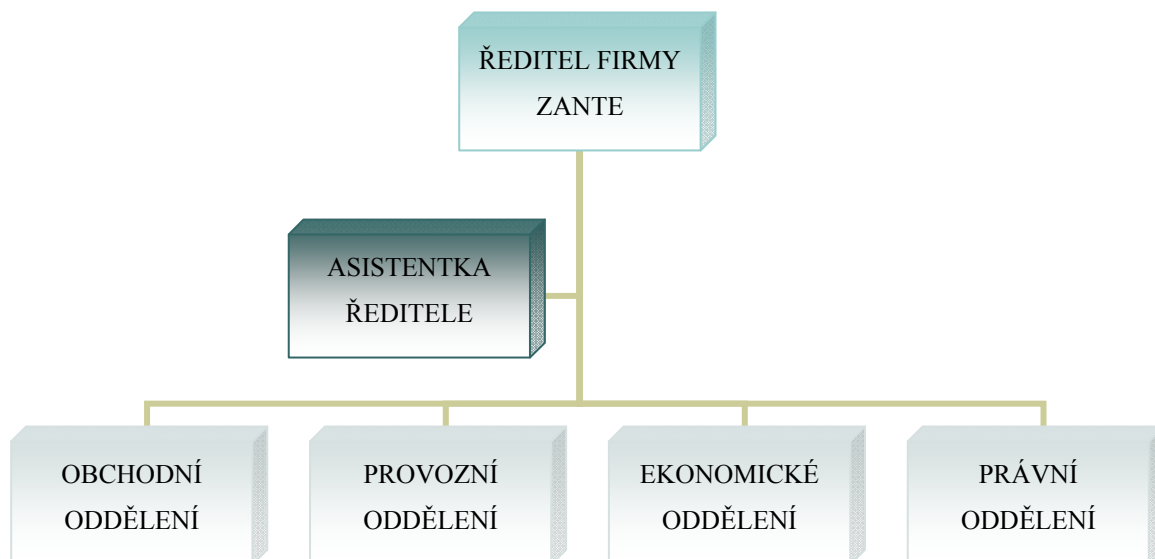 ŘEDITEL FIRMY
ZANTE
ASISTENTKA
ŘEDITELE
OBCHODNÍ
ODDĚLENÍ
PROVOZNÍ
ODDĚLENÍ
EKONOMICKÉ
ODDĚLENÍ
PRÁVNÍ
ODDĚLENÍ